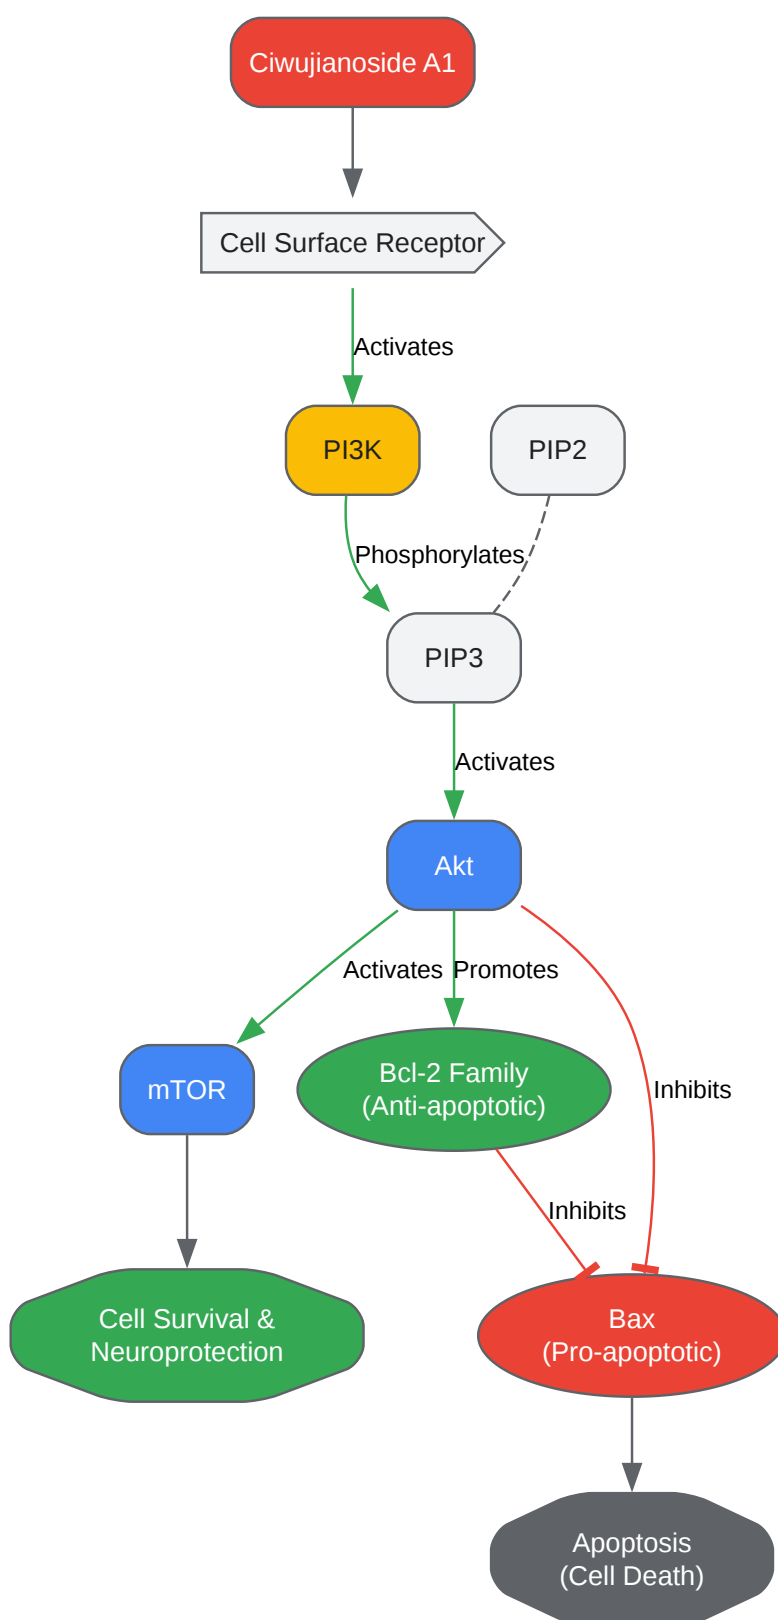 Ciwujianoside A1
Cell Surface Receptor
Activates
PI3K
PIP2
Phosphorylates
PIP3
Activates
Akt
Activates
Promotes
Bcl-2 Family
(Anti-apoptotic)
mTOR
Inhibits
Inhibits
Cell Survival &
Neuroprotection
Bax
(Pro-apoptotic)
Apoptosis
(Cell Death)